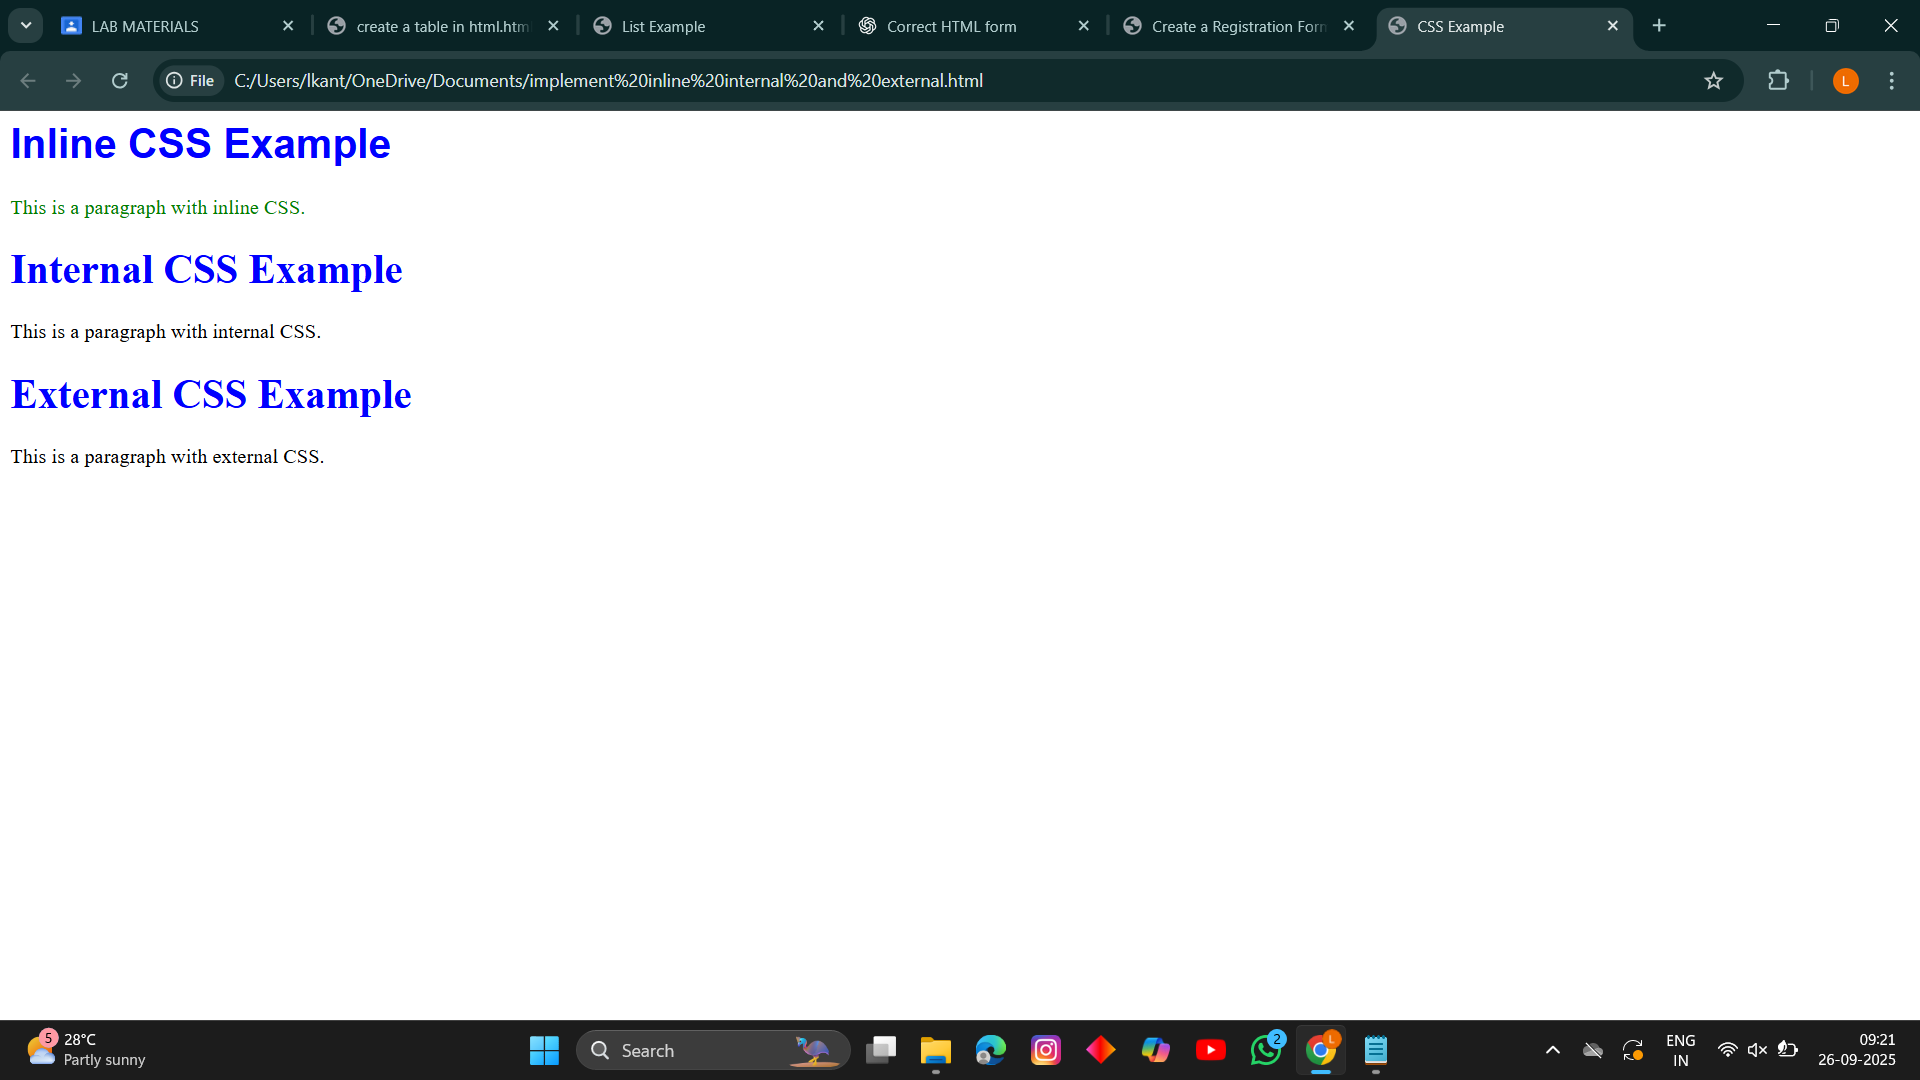 LAB MATERIALS
create a table in html.htm
List Example
Correct HTML form
Create a Registration Form
CSS Example
File
C:/Users/lkant/OneDrive/Documents/implement%20inline%20internal%20and%20external.html
L
Inline CSS Example
This is a paragraph with inline CSS.
Internal CSS Example
This is a paragraph with internal CSS.
External CSS Example
This is a paragraph with external CSS.
5
28°C
Partly sunny
Search
2
L
ENG
IN
09:21
26-09-2025